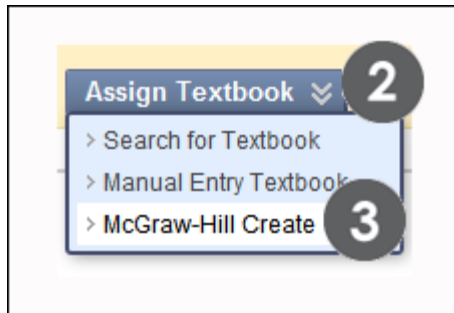 Assign Textbook 2
> Search for Textbook
> Manual Entry Textbook
> McGraw-Hill Create 3